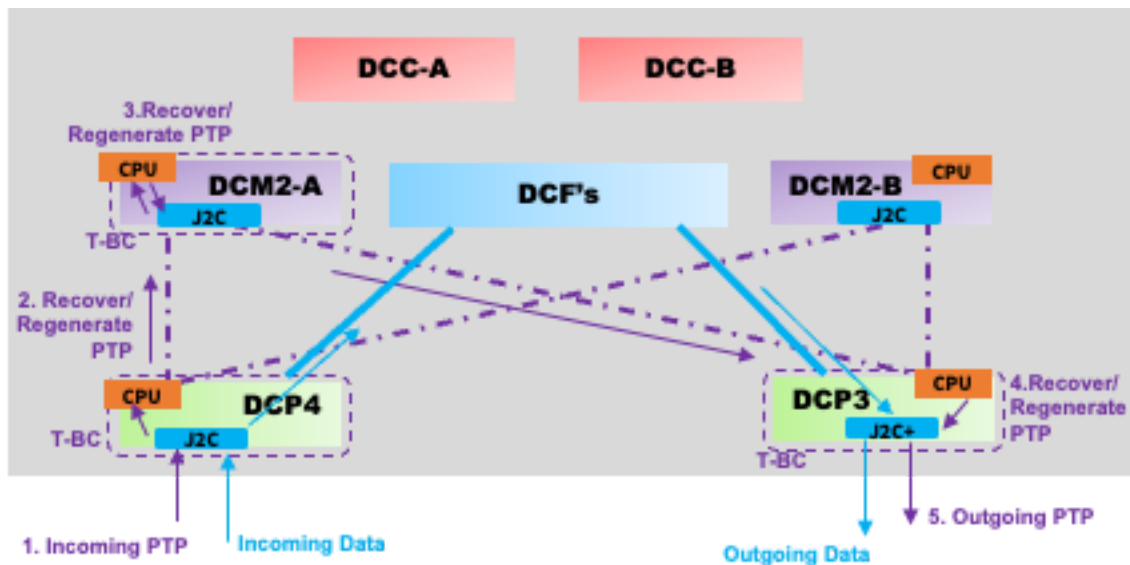 DCC-A
DCC-B
3.Recover/
Regenerate PTP
CPU
DCM2-A
J2C
T-BC
DCF's
DCM2-B
CPU
J2C
2. Recover/
Regenerate
PTP
CPU
DCP4
J2C
T-BC
DCP3
CPU
J2C+
T-BC
4.Recover/
Regenerate
PTP
1. Incoming PTP
Incoming Data
Outgoing Data
5. Outgoing PTP